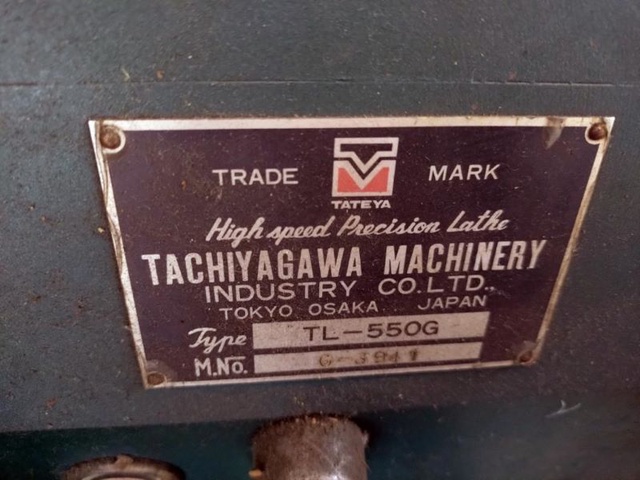 TRADE MARK
TATEYA
High speed Precision Lathe
TACHIYAGAWA MACHINERY
INDUSTRY CO.LTD.,
TOKYO OSAKA JAPAN
Type TL-550G
M.No.